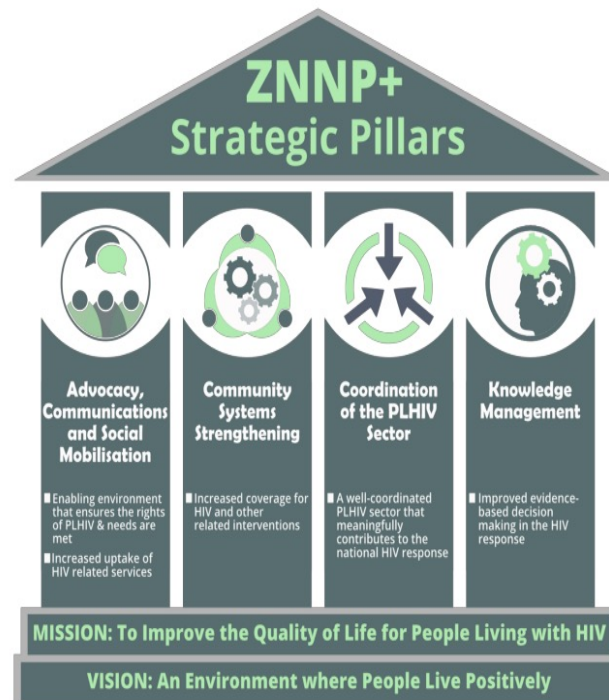 ZNNP+
Strategic Pillars
Advocacy,
Communications
and Social
Mobilisation
Enabling environment
that ensures the rights
of PLHIV & needs are
met
Increased uptake of
HIV related services
Community
Systems
Strengthening
Increased coverage for
HIV and other
related interventions
Coordination
of the PLHIV
Sector
A well-coordinated
PLHIV sector that
meaningfully
contributes to the
national HIV response
Knowledge
Management
Improved evidence-
based decision
making in the HIV
response
MISSION: To Improve the Quality of Life for People Living with HIV
VISION: An Environment where People Live Positively